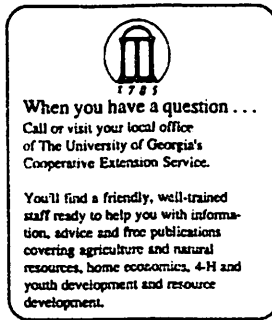 1785
When you have a question . . .
Call or visit your local office
of The University of Georgia's
Cooperative Extension Service.
You'll find a friendly, well-trained
staff ready to help you with informa-
tion, advice and free publications
covering agriculture and natural
resources, home economics, 4-H and
youth development and resource
development.